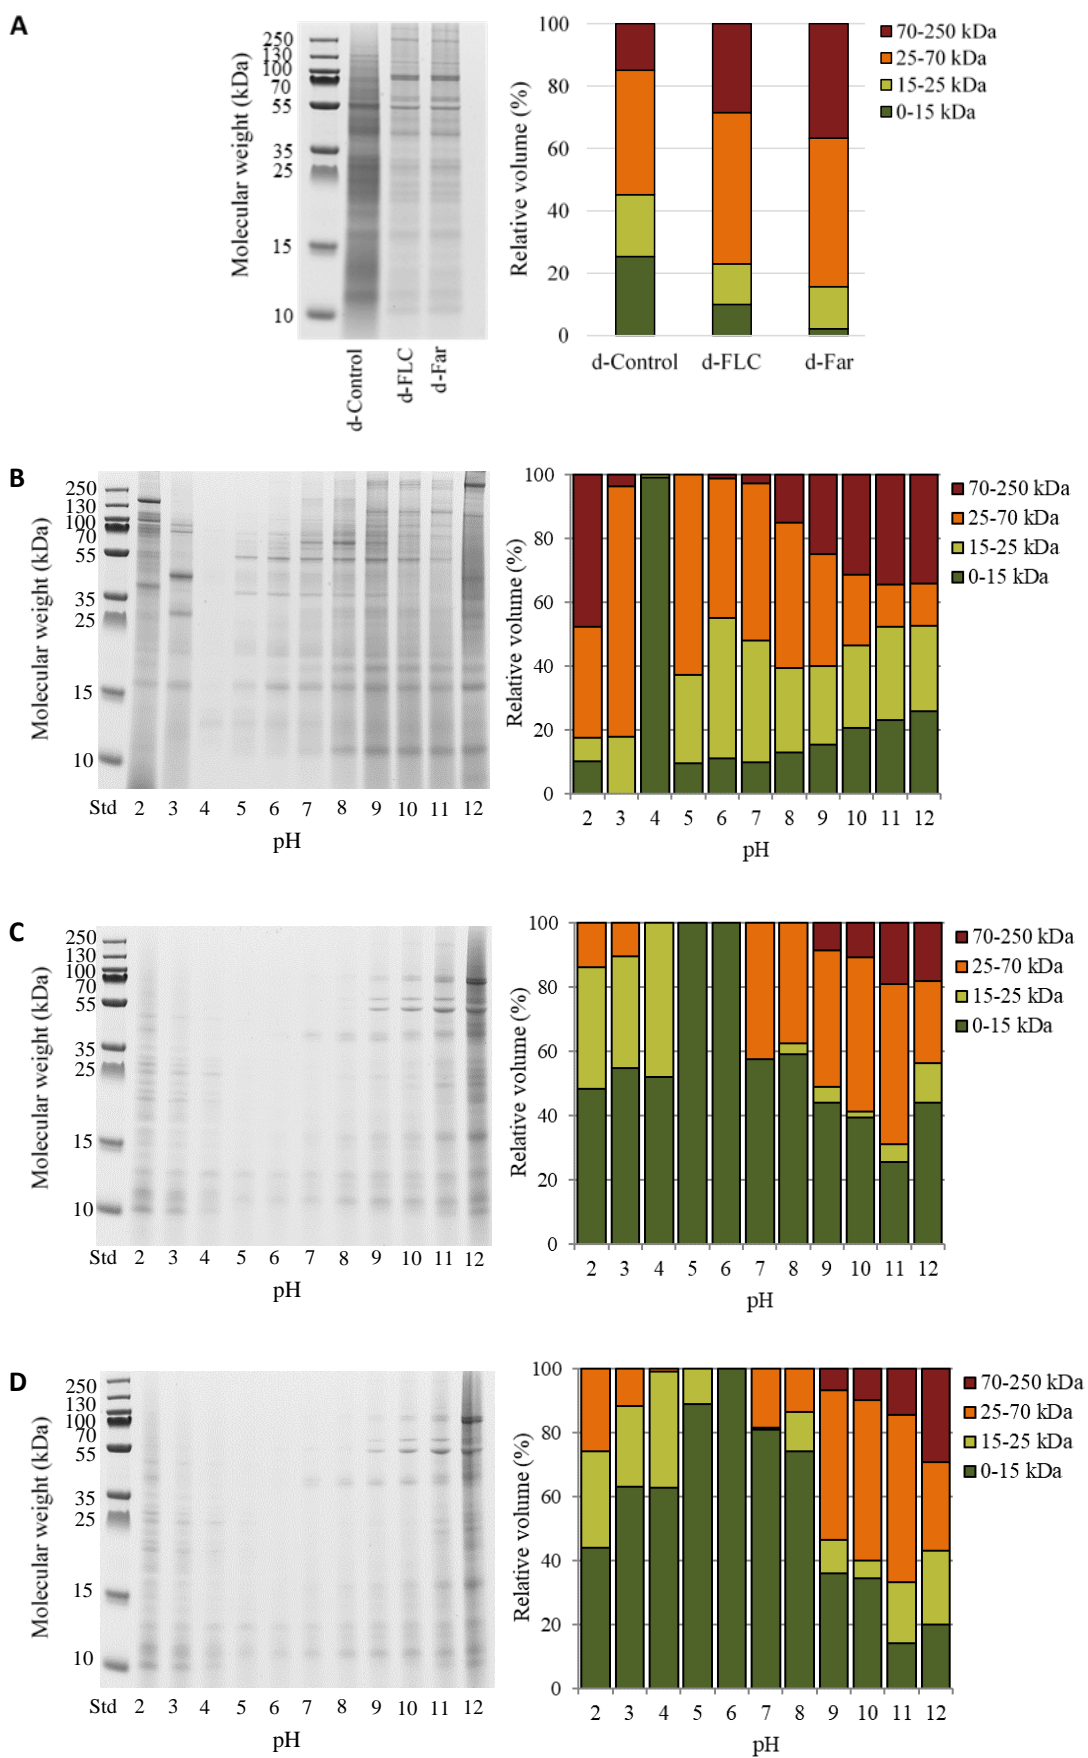 A
Molecular weight (kDa)
250
130
100
70
55
35
25
15
10
d-Control
d-FLC
d-Far
Relative volume (%)
100
80
60
40
20
0
d-Control d-FLC d-Far
70-250 kDa
25-70 kDa
15-25 kDa
0-15 kDa
B
Molecular weight (kDa)
250
130
100
70
55
35
25
15
10
Std 2 3 4 5 6 7 8 9 10 11 12
pH
Relative volume (%)
100
80
60
40
20
0
2 3 4 5 6 7 8 9 10 11 12
pH
70-250 kDa
25-70 kDa
15-25 kDa
0-15 kDa
C
Molecular weight (kDa)
250
130
100
70
55
35
25
15
10
Std 2 3 4 5 6 7 8 9 10 11 12
pH
Relative volume (%)
100
80
60
40
20
0
2 3 4 5 6 7 8 9 10 11 12
pH
70-250 kDa
25-70 kDa
15-25 kDa
0-15 kDa
D
Molecular weight (kDa)
250
130
100
70
55
35
25
15
10
Std 2 3 4 5 6 7 8 9 10 11 12
pH
Relative volume (%)
100
80
60
40
20
0
2 3 4 5 6 7 8 9 10 11 12
pH
70-250 kDa
25-70 kDa
15-25 kDa
0-15 kDa